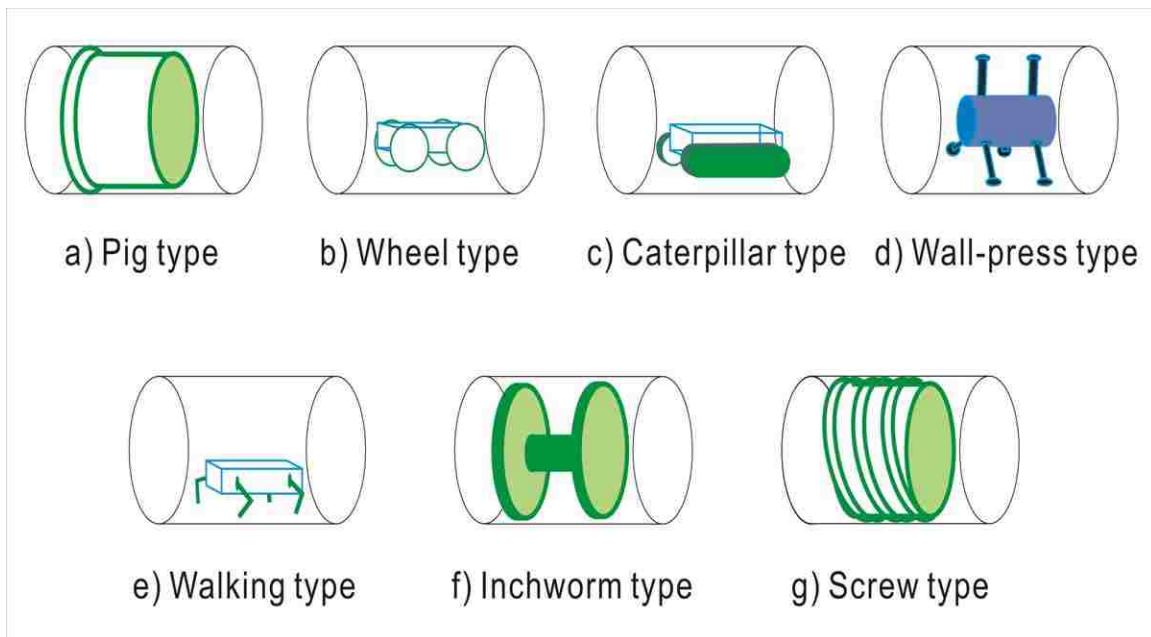 a) Pig type
b) Wheel type
c) Caterpillar type
d) Wall-press type
e) Walking type
f) Inchworm type
g) Screw type